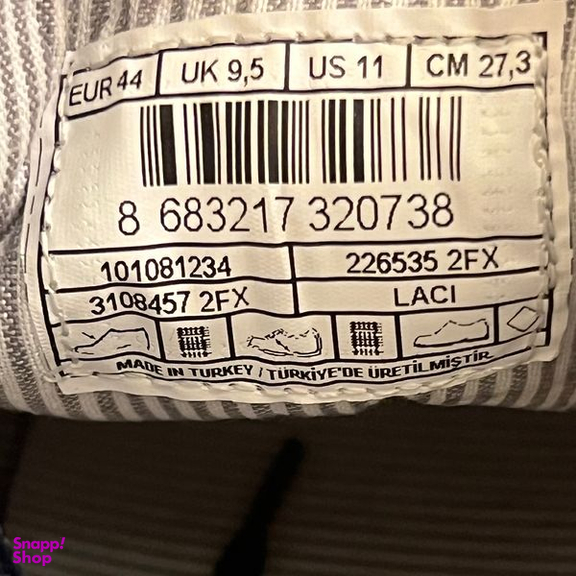 EUR 44 UK 9,5 US 11 CM 27,3
8 683217 320738
101081234 226535 2FX
3108457 2FX LACI
MADE IN TURKEY / TÜRKİYE'DE ÜRETİLMİŞTİR
Snapp!
Shop